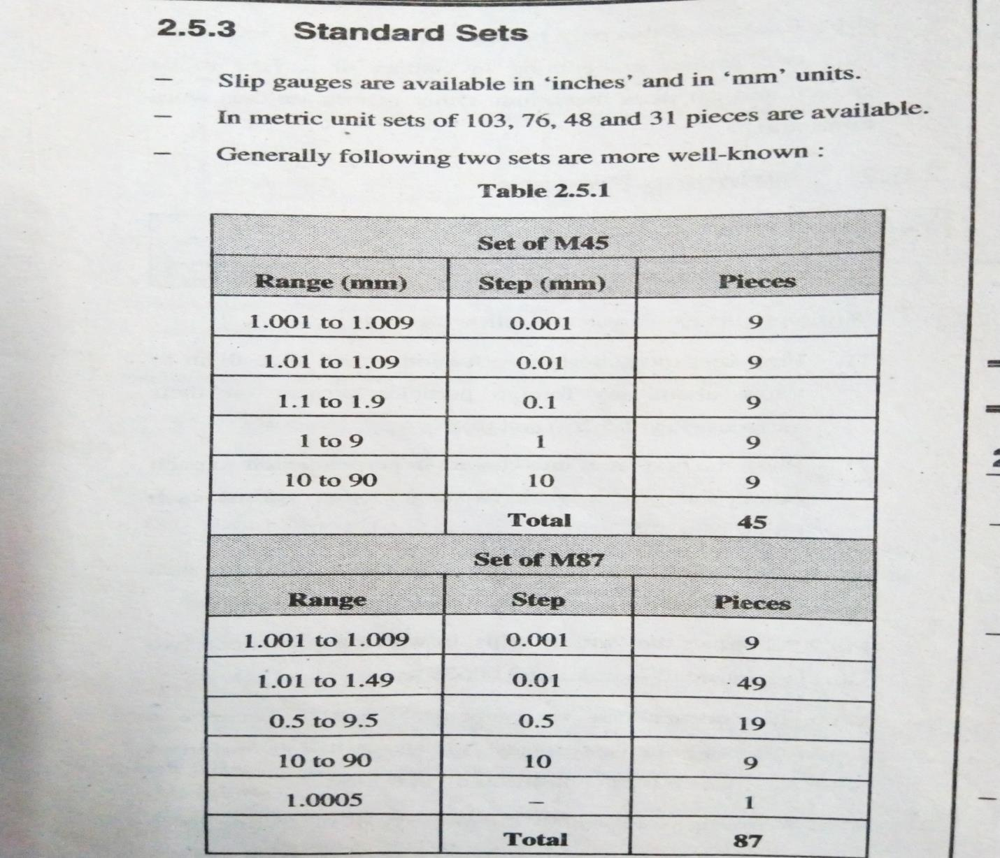 2.5.3 Standard Sets
– Slip gauges are available in ‘inches’ and in ‘mm’ units.
– In metric unit sets of 103, 76, 48 and 31 pieces are available.
– Generally following two sets are more well-known :
Table 2.5.1
Set of M45
Range (mm) Step (mm) Pieces
1.001 to 1.009 0.001 9
1.01 to 1.09 0.01 9
1.1 to 1.9 0.1 9
1 to 9 1 9
10 to 90 10 9
Total 45
Set of M87
Range Step Pieces
1.001 to 1.009 0.001 9
1.01 to 1.49 0.01 49
0.5 to 9.5 0.5 19
10 to 90 10 9
1.0005 – 1
Total 87